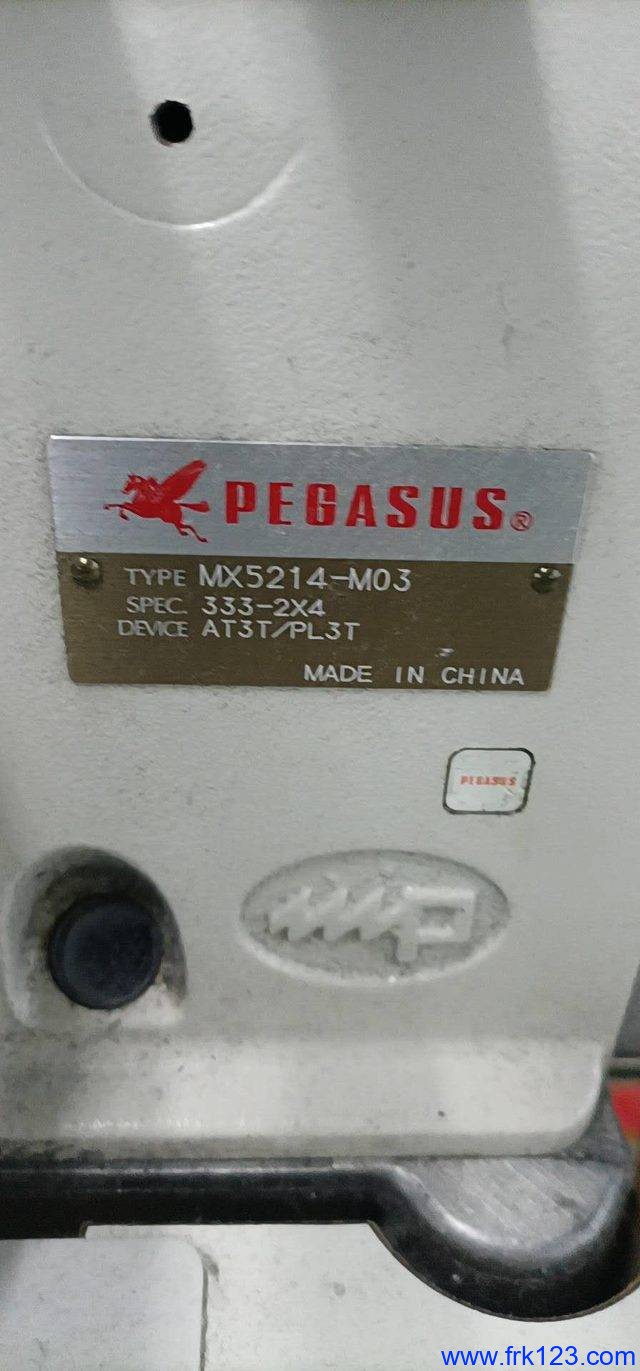 PEGASUS®
TYPE MX5214-M03
SPEC. 333-2X4
DEVICE AT3T/PL3T
MADE IN CHINA
PEGASUS
www.frk123.com